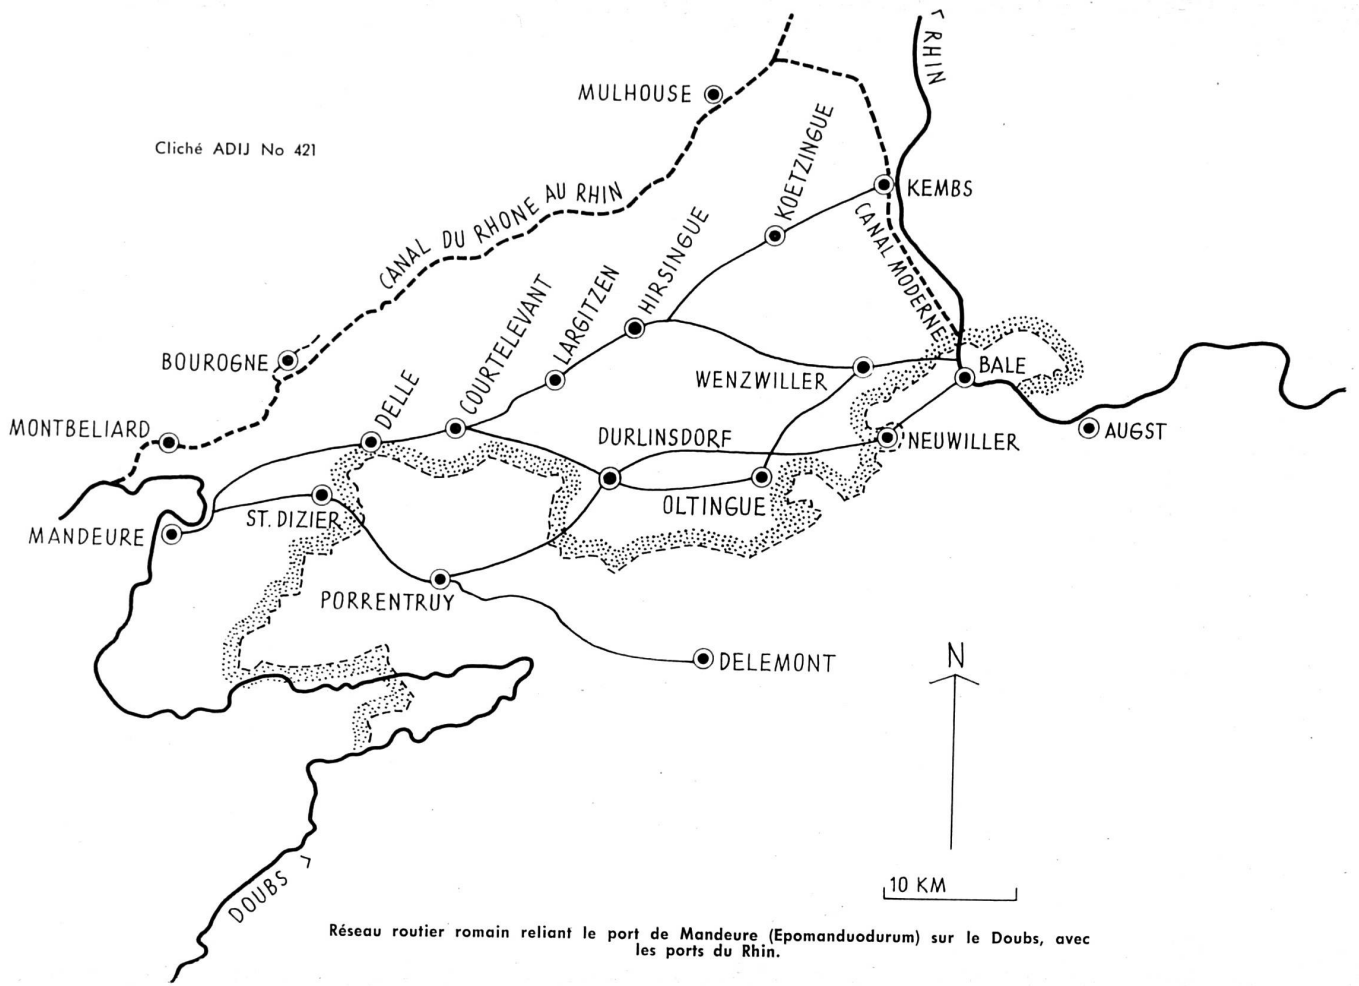 RHIN
MULHOUSE
Cliché ADIJ No 421
KOETZINGUE
KEMBS
CANAL DU RHONE AU RHIN
CANAL MODERNE
HIRSINGUE
LARGITZEN
COURTELEVANT
BOUROGNE
DELLE
WENZWILLER
BALE
MONTBELIARD
DURLINSDORF
NEUWILLER
AUGST
MANDEURE
ST. DIZIER
OLTINGUE
PORRENTRUY
DELEMONT
N
10 KM
DOUBS
Réseau routier romain reliant le port de Mandeure (Epomanduodurum) sur le Doubs, avec
les ports du Rhin.